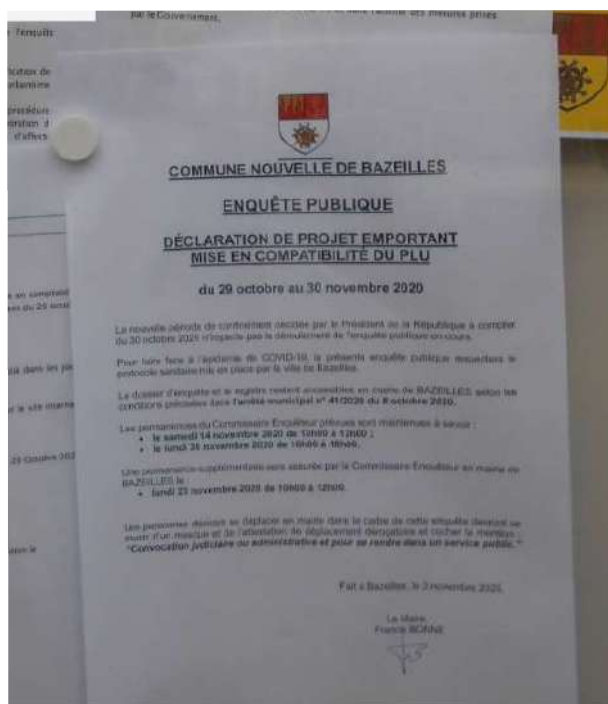 par le Gouvernement,
l'enquête
COMMUNE NOUVELLE DE BAZEILLES
ENQUÊTE PUBLIQUE
DÉCLARATION DE PROJET EMPORTANT
MISE EN COMPATIBILITÉ DU PLU
du 29 octobre au 30 novembre 2020
La nouvelle période de confinement décidée par le Président de la République à compter
du 30 octobre 2020 n'impacte pas le déroulement de l'enquête publique en cours.
Pour faire face à l'épidémie de COVID-19, la présente enquête publique respectera le
protocole sanitaire mis en place par la ville de Bazeilles.
Le dossier d'enquête et le registre restent accessibles en mairie de BAZEILLES selon les
conditions précisées dans l'arrêté municipal n° 41/2020 du 8 octobre 2020.
Les permanences du Commissaire Enquêteur prévues sont maintenues à savoir :
• le samedi 14 novembre 2020 de 10h00 à 12h00 ;
• le lundi 30 novembre 2020 de 16h00 à 18h00.
Une permanence supplémentaire sera assurée par le Commissaire Enquêteur en mairie de
BAZEILLES le :
• lundi 23 novembre 2020 de 10h00 à 12h00.
Les personnes devront se déplacer en mairie dans le cadre de cette enquête devront se
munir d'un masque et de l'attestation de déplacement dérogatoire et cocher la mention :
"Convocation judiciaire ou administrative et pour se rendre dans un service public."
Fait à Bazeilles, le 2 novembre 2020,
Le Maire,
Francis BONNE